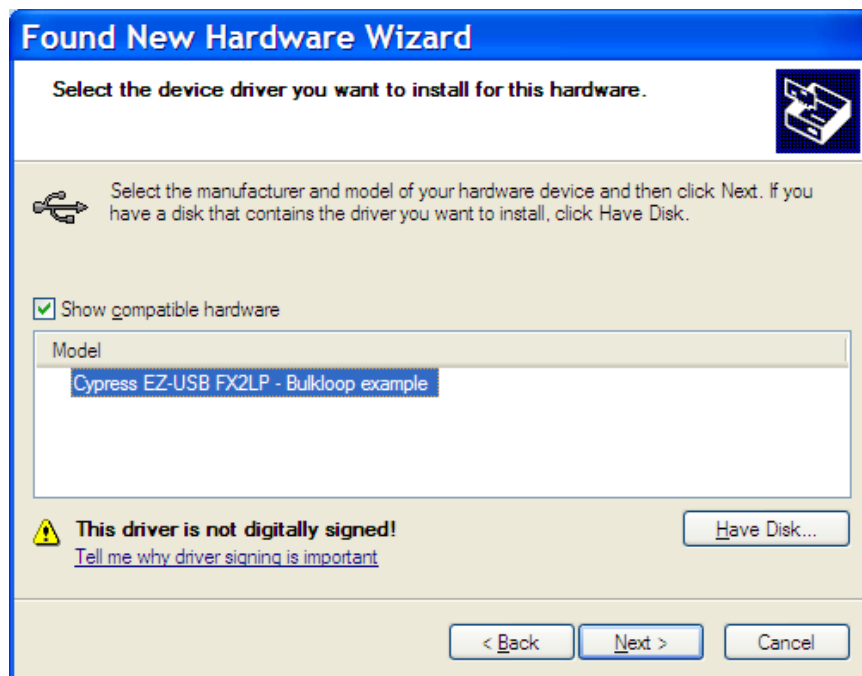 Found New Hardware Wizard
Select the device driver you want to install for this hardware.
Select the manufacturer and model of your hardware device and then click Next. If you
have a disk that contains the driver you want to install, click Have Disk.
Show compatible hardware
Model
Cypress EZ-USB FX2LP - Bulkloop example
This driver is not digitally signed!
Have Disk...
Tell me why driver signing is important
< Back
Next >
Cancel